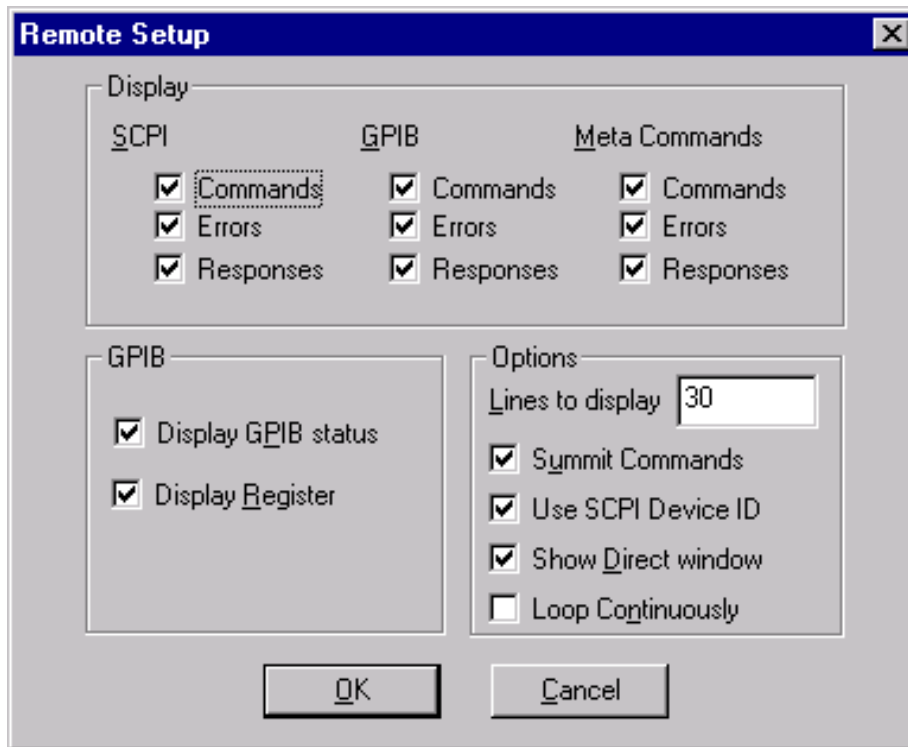 Remote Setup
Display
SCPI GPIB Meta Commands
Commands Commands Commands
Errors Errors Errors
Responses Responses Responses
GPIB
Display GPIB status
Display Register
Options
Lines to display 30
Summit Commands
Use SCPI Device ID
Show Direct window
Loop Continuously
OK Cancel